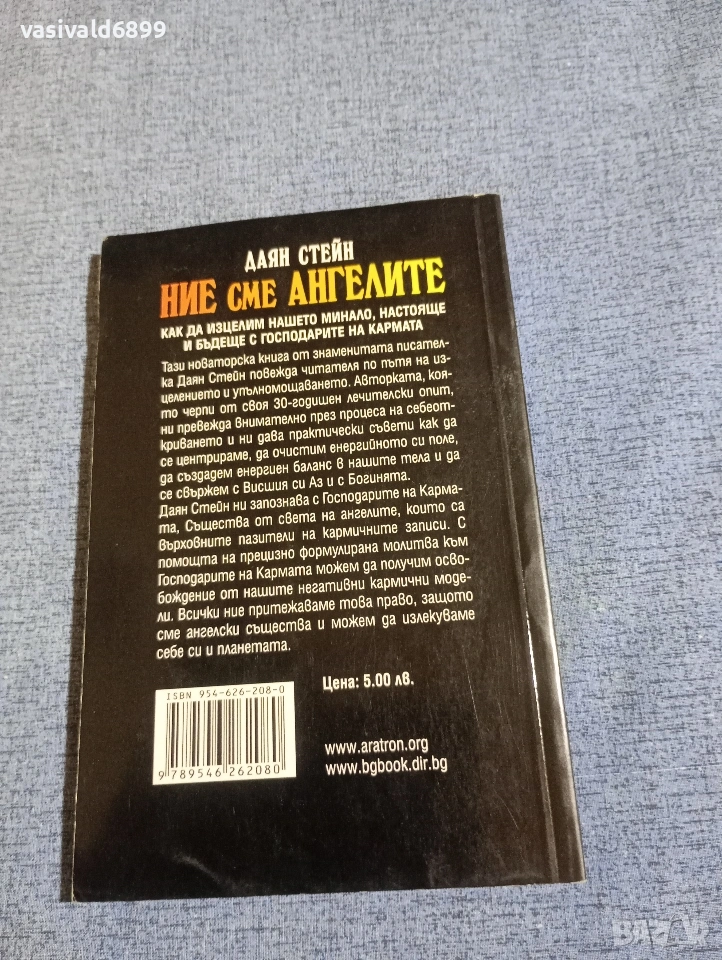 vasivald6899
ДАЯН СТЕЙН
НИЕ СМЕ АНГЕЛИТЕ
КАК ДА ИЗЦЕЛИМ НАШЕТО МИНАЛО, НАСТОЯЩЕ
И БЪДЕЩЕ С ГОСПОДАРИТЕ НА КАРМАТА
Тази новаторска книга от знаменитата писател-
ка Даян Стейн повежда читателя по пътя на из-
целението и упълномощаването. Авторката, коя-
то черпи от своя 30-годишен лечителски опит,
ни превежда внимателно през процеса на себеот-
криването и ни дава практически съвети как да
се центрираме, да очистим енергийното си поле,
да създадем енергиен баланс в нашите тела и да
се свържем с Висшия си Аз и с Богинята.
Даян Стейн ни запознава с Господарите на Карма-
та, Същества от света на ангелите, които са
върховните пазители на кармичните записи. С
помощта на прецизно формулирана молитва към
Господарите на Кармата можем да получим осво-
бождение от нашите негативни кармични моде-
ли. Всички ние притежаваме това право, защото
сме ангелски същества и можем да излекуваме
себе си и планетата.
Цена: 5.00 лв.
ISBN 954-626-208-0
9 789546 262080
www.aratron.org
www.bgbook.dir.bg
BAZAR